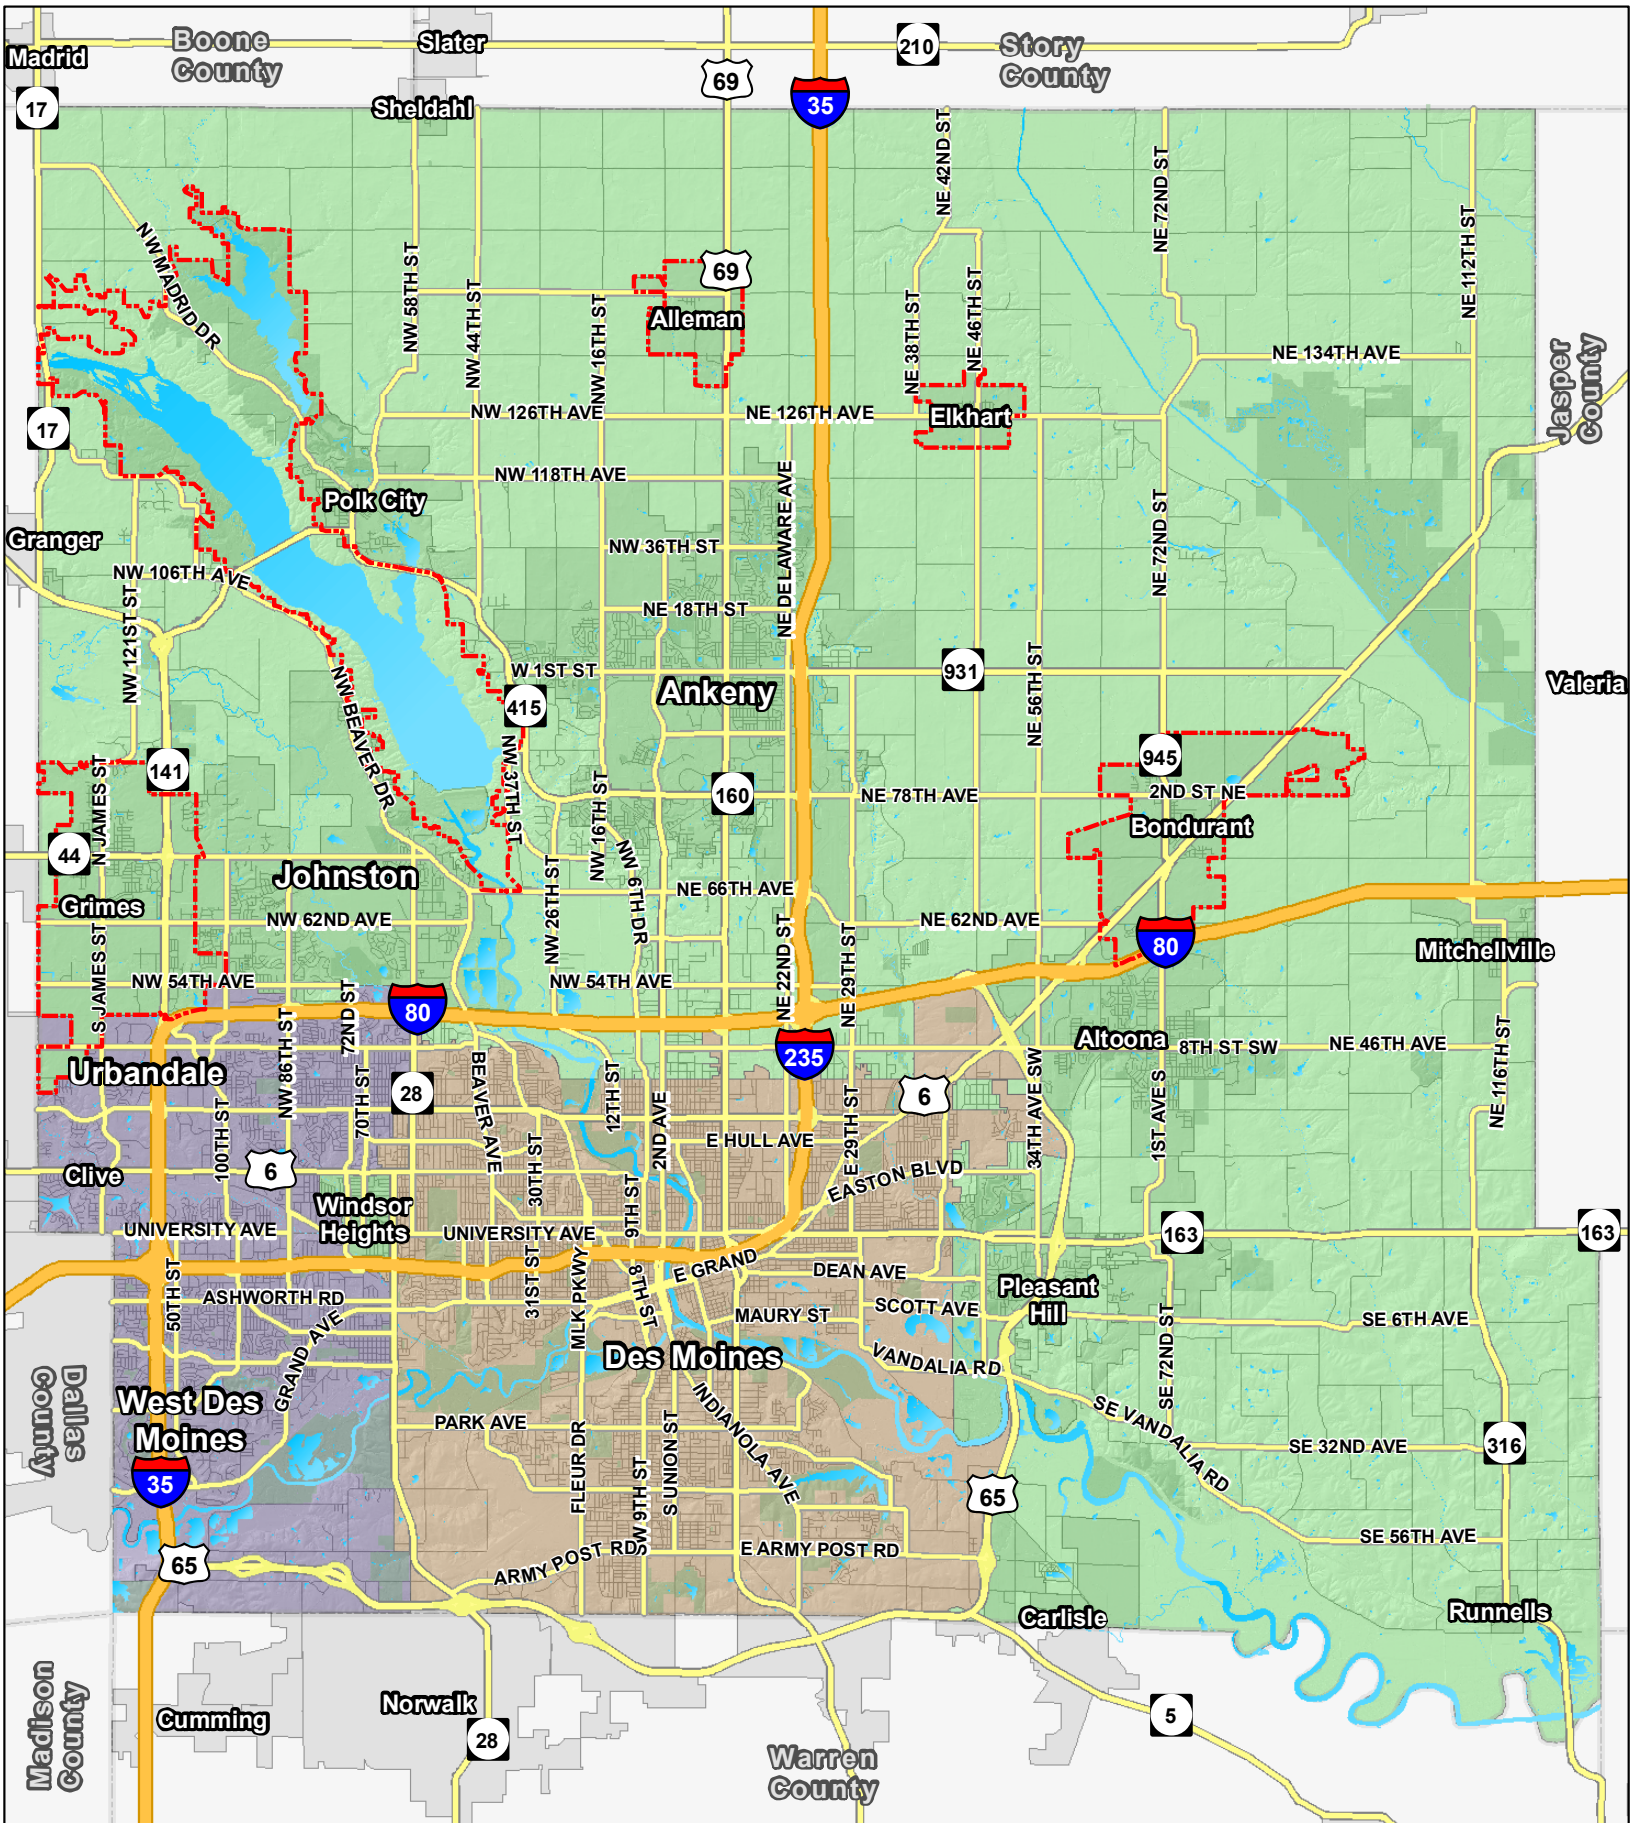 Boone
County
Slater
210
Story
County
Madrid
69
35
17
Sheldahl
NE 42ND ST
NE 72ND ST
NE 112TH ST
NW MADRID DR
NW 58TH ST
69
NW 44TH ST
NW 16TH ST
Alleman
NE 38TH ST
NE 46TH ST
NE 134TH AVE
Jasper
County
17
NW 126TH AVE
NE 126TH AVE
Elkhart
NW 118TH AVE
NE DELAWARE AVE
NE 72ND ST
Polk City
Granger
NW 36TH ST
NW 106TH AVE
NE 18TH ST
NW 121ST ST
W 1ST ST
931
NE 56TH ST
Valeria
Ankeny
415
NW BEAVER DR
NW 37TH ST
945
141
N JAMES ST
160
NE 78TH AVE
2ND ST NE
NW 16TH ST
Bondurant
44
Johnston
NW 6TH DR
NE 66TH AVE
Grimes
NW 62ND AVE
NW 26TH ST
NE 22ND ST
NE 29TH ST
NE 62ND AVE
80
Mitchellville
S JAMES ST
NW 54TH AVE
NW 54TH AVE
72ND ST
80
235
Altoona
8TH ST SW
NE 46TH AVE
Urbandale
NW 86TH ST
70TH ST
28
BEAVER AVE
12TH ST
2ND AVE
E 29TH ST
6
34TH AVE SW
1ST AVE S
NE 116TH ST
100TH ST
E HULL AVE
30TH ST
Clive
6
EASTON BLVD
Windsor
Heights
9TH ST
UNIVERSITY AVE
UNIVERSITY AVE
163
163
50TH ST
31ST ST
MLK PKWY
8TH ST
E GRAND
DEAN AVE
Pleasant
Hill
ASHWORTH RD
SCOTT AVE
MAURY ST
SE 6TH AVE
SE 72ND ST
GRAND AVE
Des Moines
VANDALIA RD
Dallas
County
West Des
Moines
INDIANOLA AVE
PARK AVE
FLEUR DR
S UNION ST
SE VANDALIA RD
SE 32ND AVE
316
35
SW 9TH ST
65
SE 56TH AVE
65
ARMY POST RD
E ARMY POST RD
Carlisle
Runnells
Madison
County
Cumming
Norwalk
28
5
Warren
County